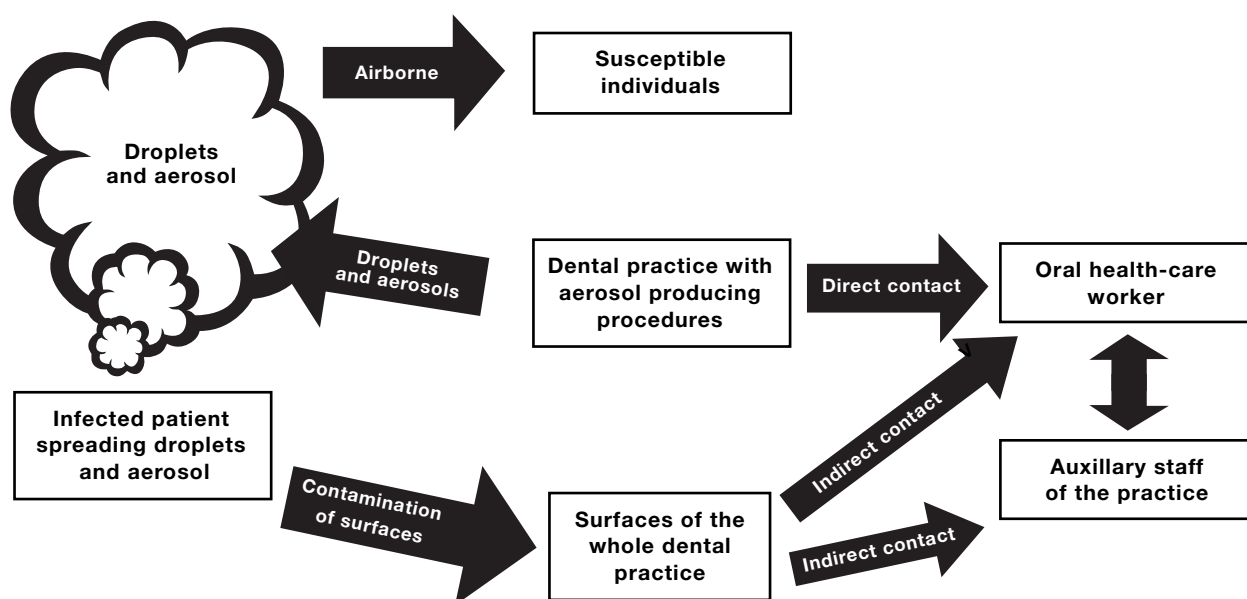 Airborne
Susceptible
individuals
Droplets
and aerosol
Droplets
and aerosols
Dental practice with
aerosol producing
procedures
Direct contact
Oral health-care
worker
Infected patient
spreading droplets
and aerosol
Contamination
of surfaces
Surfaces of the
whole dental
practice
Indirect contact
Indirect contact
Auxillary staff
of the practice